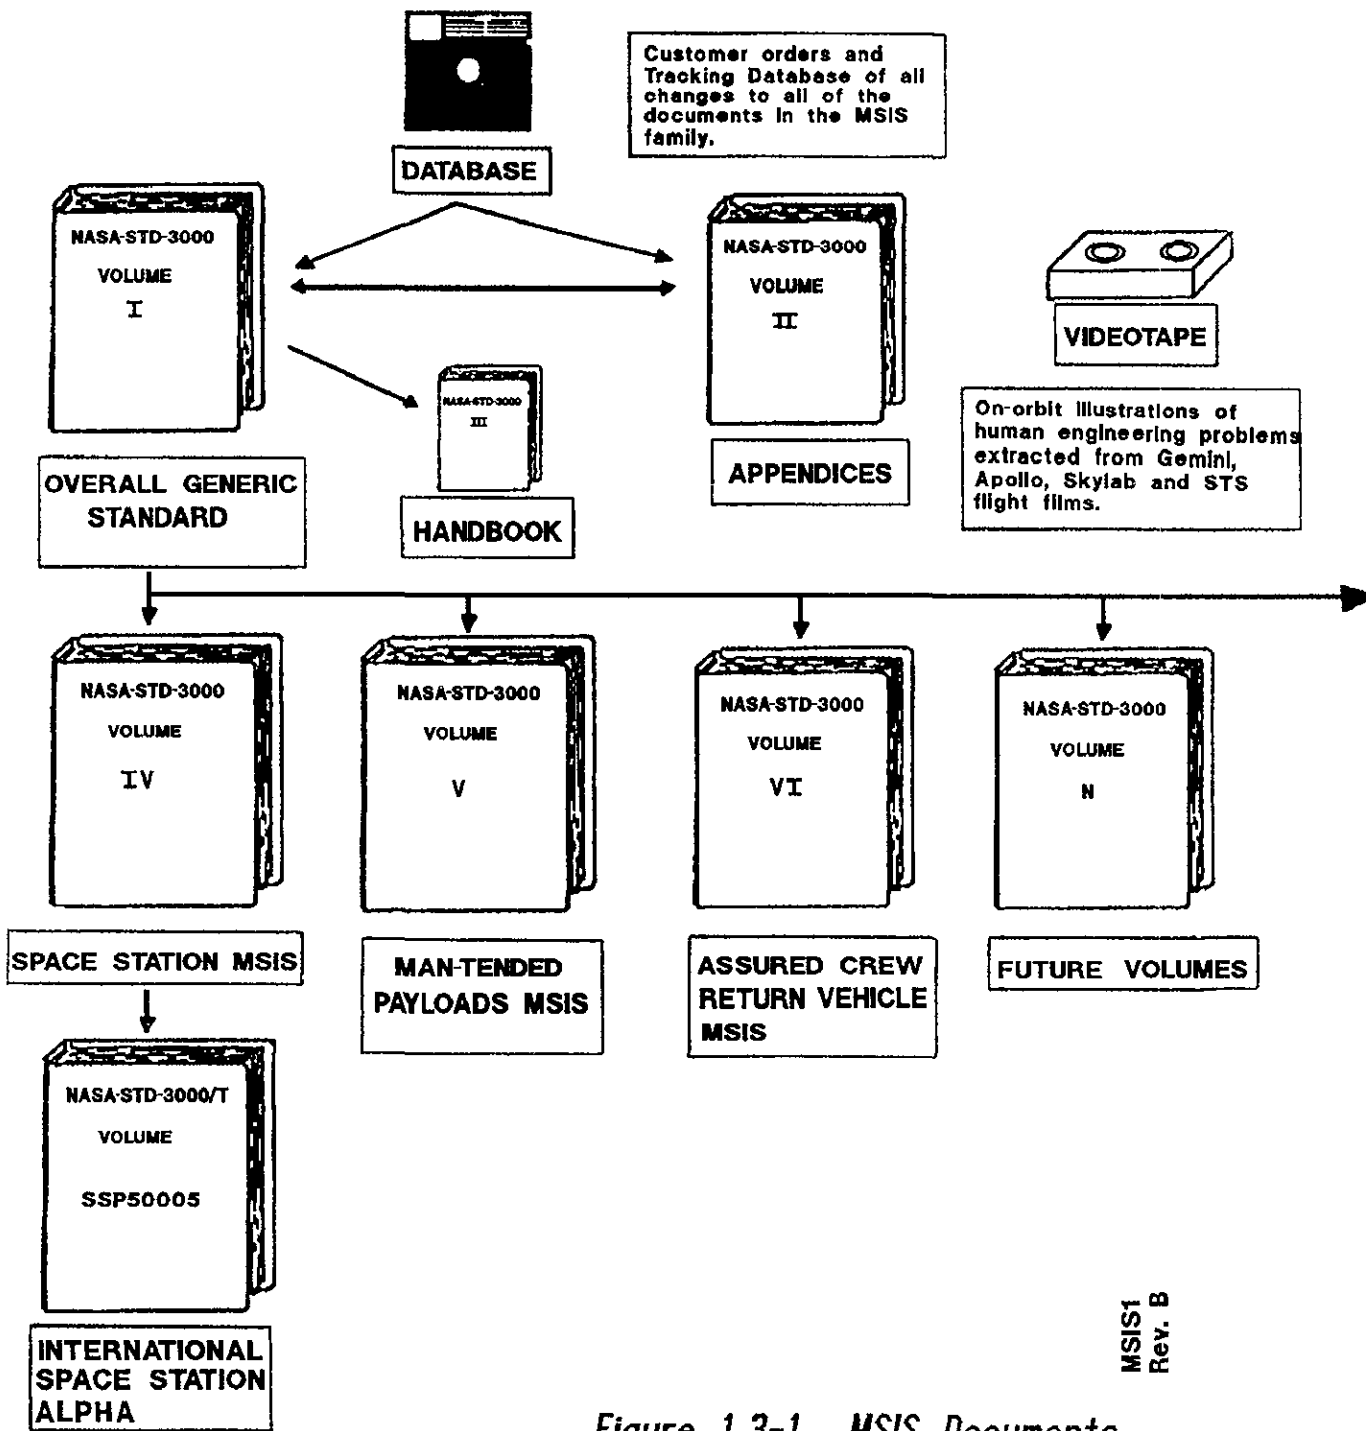 Customer orders and
Tracking Database of all
changes to all of the
documents in the MSIS
family.
DATABASE
NASA-STD-3000
VOLUME
I
NASA-STD-3000
VOLUME
II
VIDEOTAPE
NASA-STD-3000
III
On-orbit illustrations of
human engineering problems
extracted from Gemini,
Apollo, Skylab and STS
flight films.
OVERALL GENERIC
STANDARD
HANDBOOK
APPENDICES
NASA-STD-3000
VOLUME
IV
NASA-STD-3000
VOLUME
V
NASA-STD-3000
VOLUME
VI
NASA-STD-3000
VOLUME
N
SPACE STATION MSIS
MAN-TENDED
PAYLOADS MSIS
ASSURED CREW
RETURN VEHICLE
MSIS
FUTURE VOLUMES
NASA-STD-3000/T
VOLUME
SSP50005
INTERNATIONAL
SPACE STATION
ALPHA
MSIS1
Rev. B
Figure 1.3-1 MSIS Documents